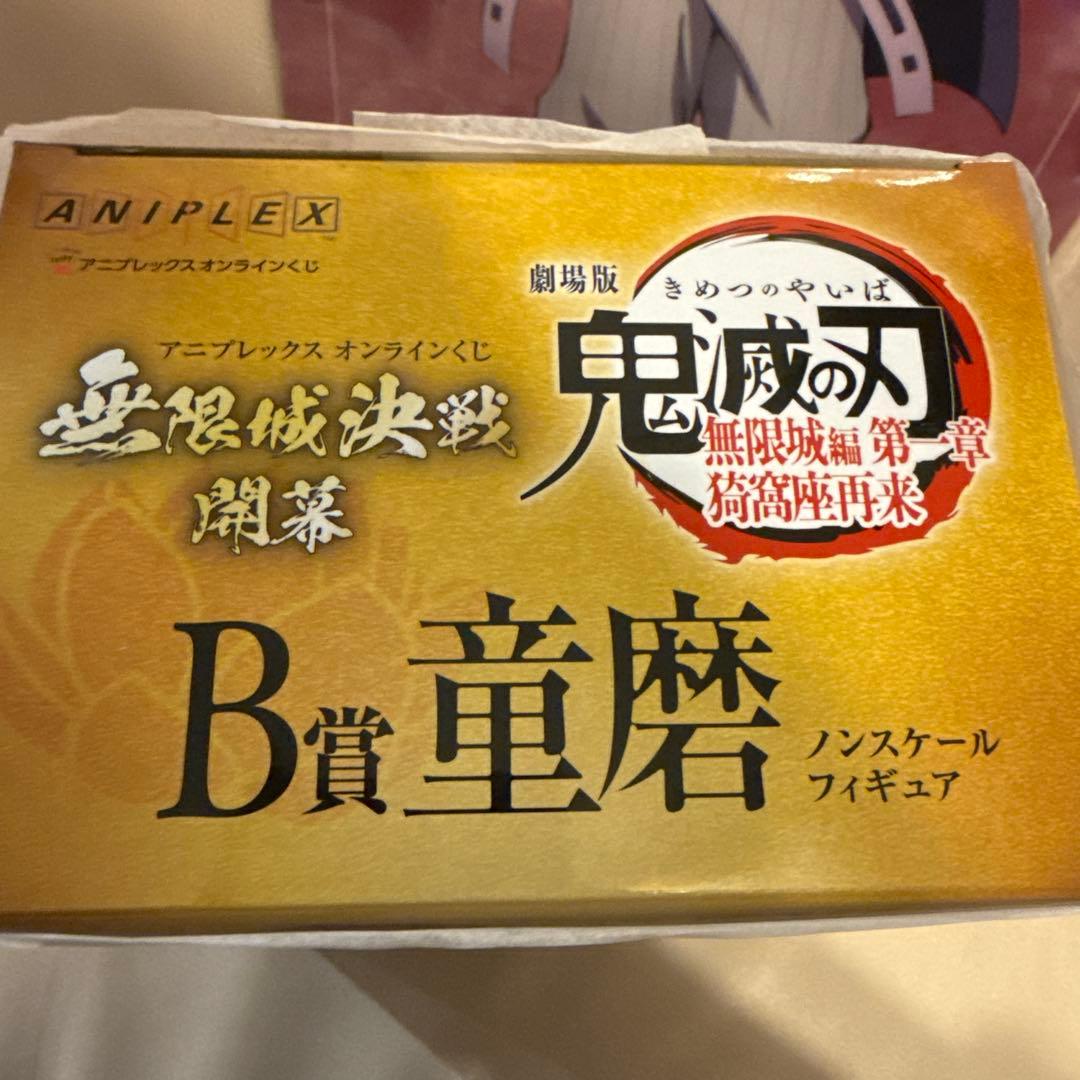 ANIPLEX
アニプレックスオンラインくじ
アニプレックス オンラインくじ
無限城決戦
開幕
劇場版
きめつのやいば
鬼滅の刃
無限城編 第一章
猗窩座再来
B賞 童磨
ノンスケール
フィギュア